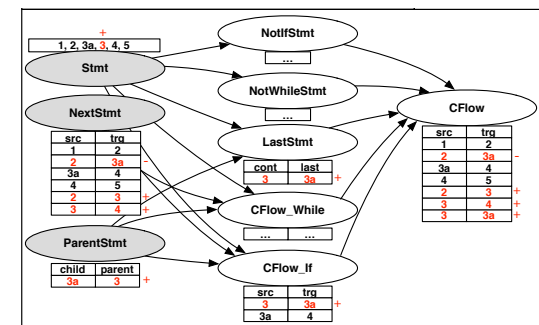 +
1, 2, 3a, 3, 4, 5
Stmt
NextStmt
src trg
1 2
2 3a -
3a 4
4 5
2 3 +
3 4 +
ParentStmt
child parent
3a 3 +
NotIfStmt
...
NotWhileStmt
...
LastStmt
cont last
3 3a +
CFlow_While
... ...
CFlow_If
src trg
3 3a +
3a 4
CFlow
src trg
1 2
2 3a -
3a 4
4 5
2 3 +
3 4 +
3 3a +